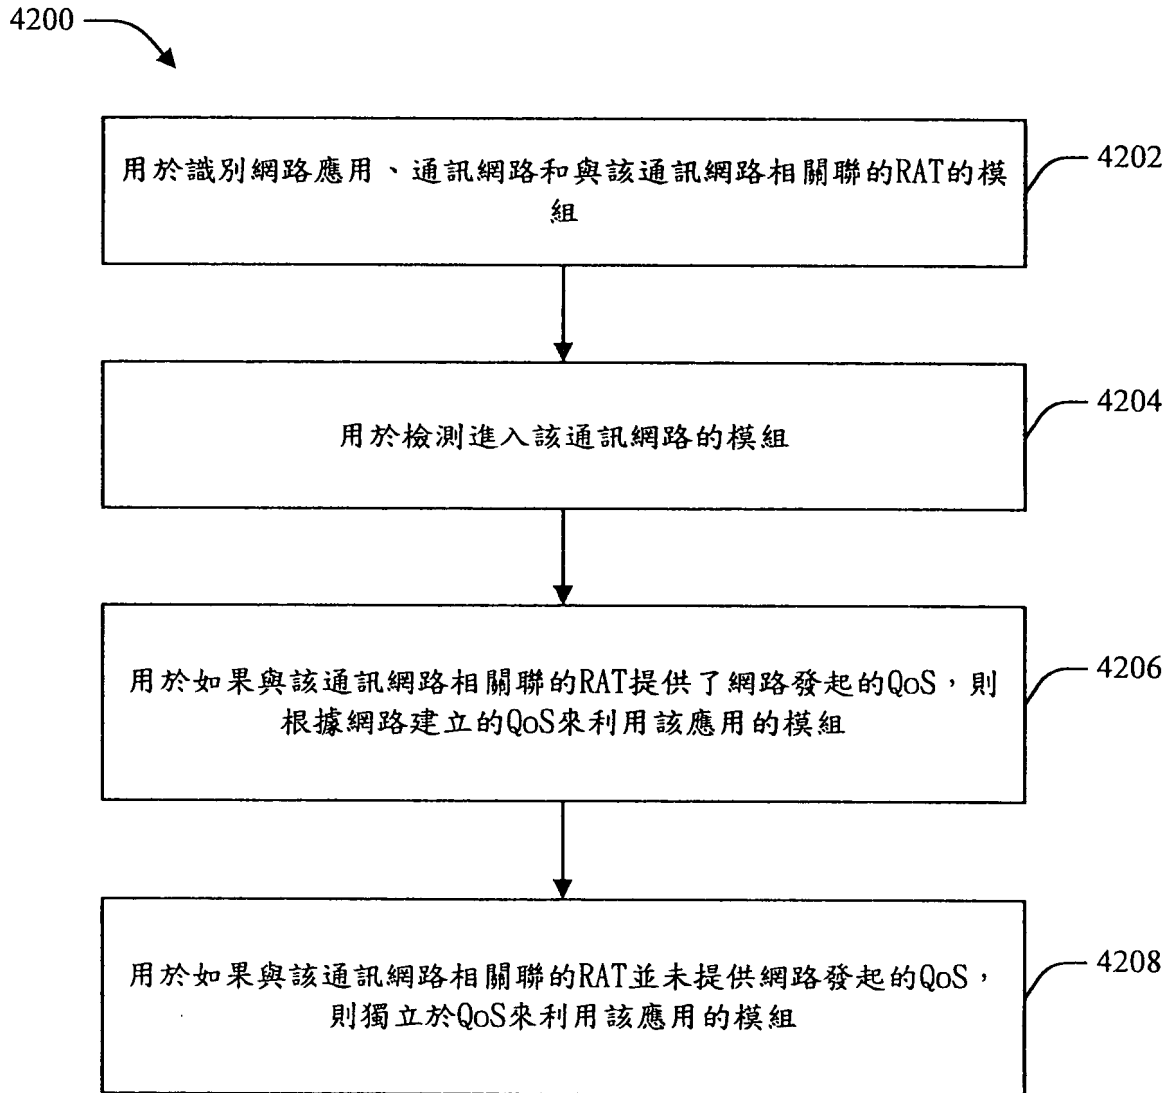 4200
用於識別網路應用、通訊網路和與該通訊網路相關聯的RAT的模
組
4202
用於檢測進入該通訊網路的模組
4204
用於如果與該通訊網路相關聯的RAT提供了網路發起的QoS，則
根據網路建立的QoS來利用該應用的模組
4206
用於如果與該通訊網路相關聯的RAT並未提供網路發起的QoS，
則獨立於QoS來利用該應用的模組
4208